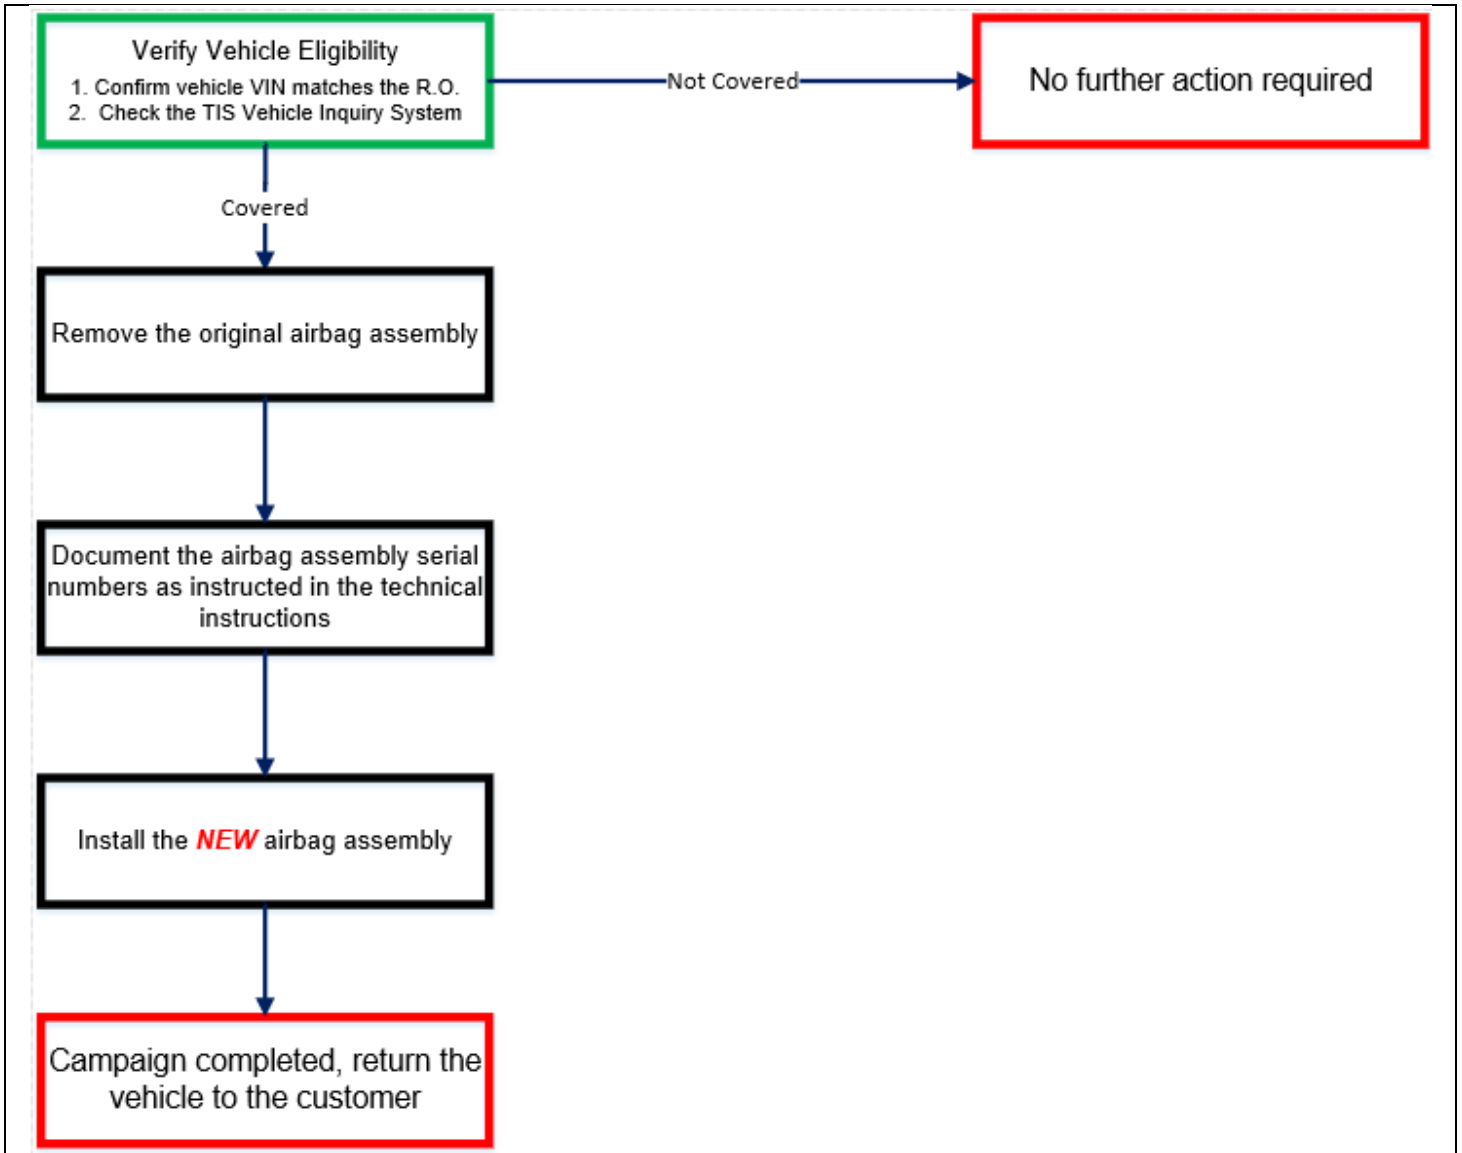 Verify Vehicle Eligibility
1. Confirm vehicle VIN matches the R.O.
2. Check the TIS Vehicle Inquiry System
Not Covered
No further action required
Covered
Remove the original airbag assembly
Document the airbag assembly serial
numbers as instructed in the technical
instructions
Install the NEW airbag assembly
Campaign completed, return the
vehicle to the customer